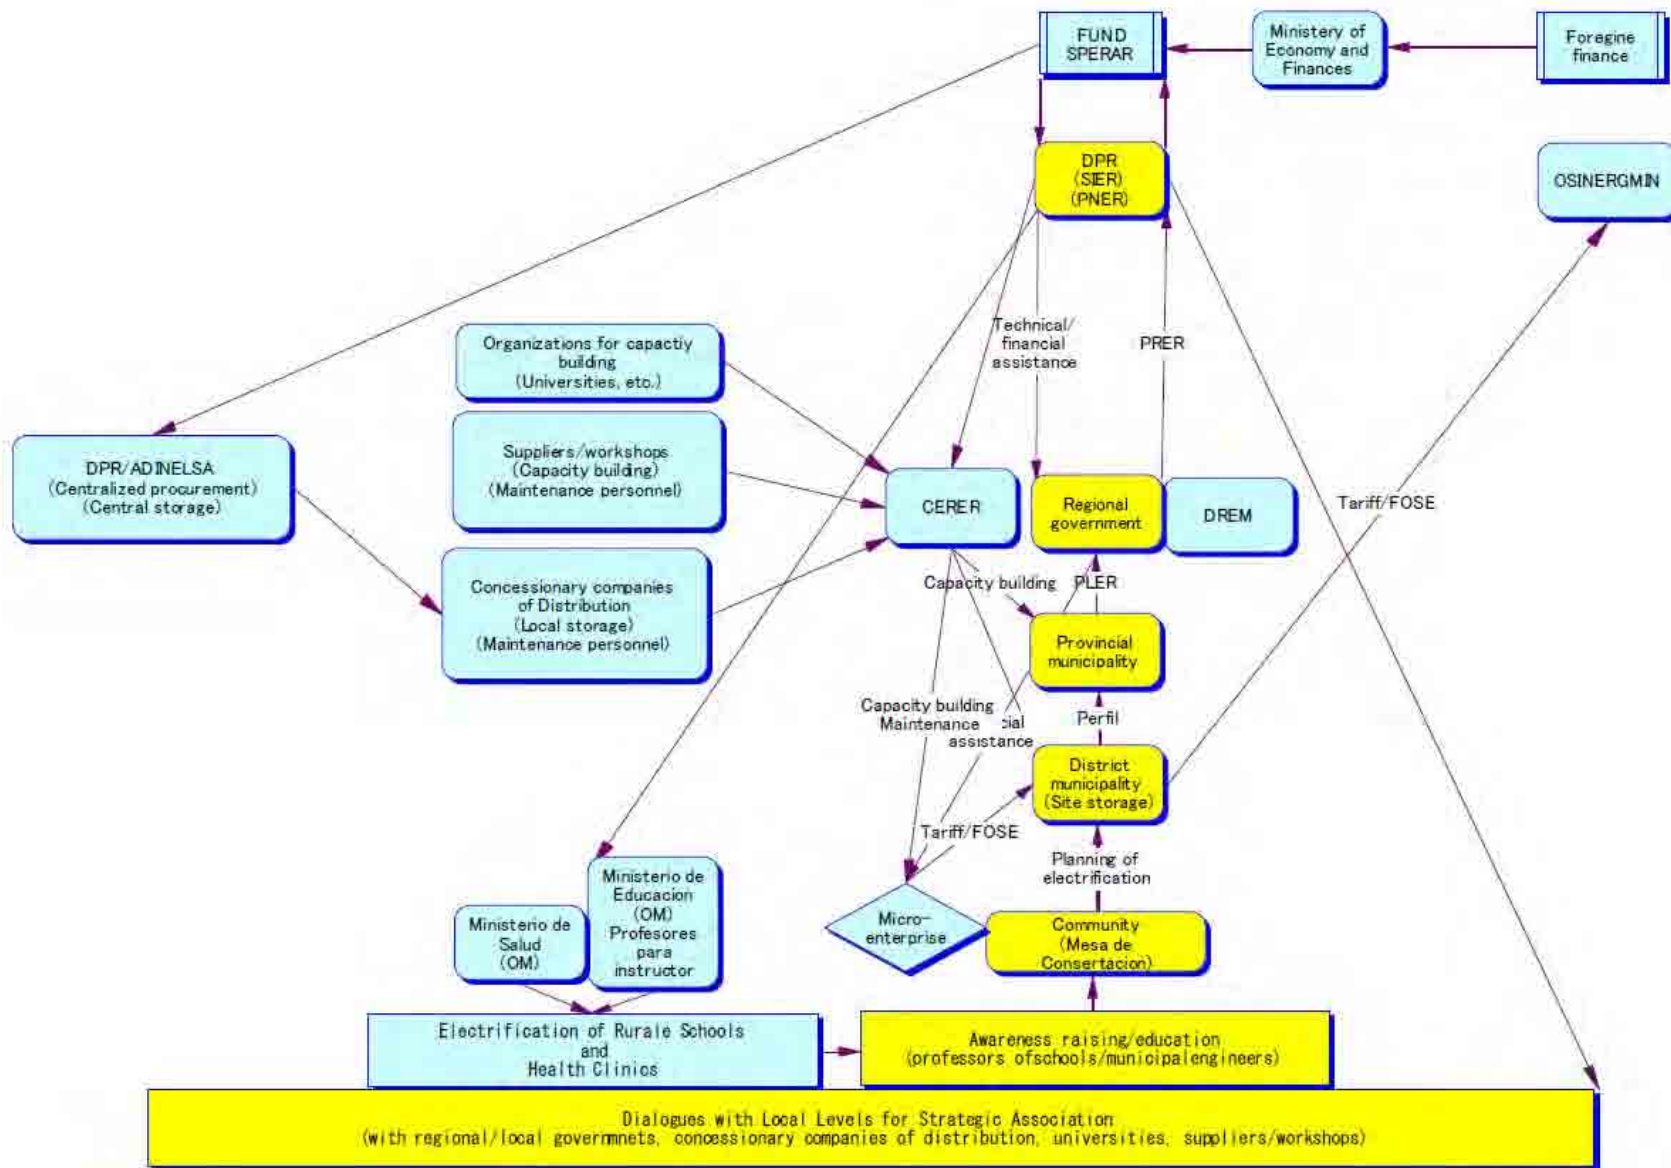 FUND
SPERAR
Ministery of
Economy and
Finances
Foregine
finance
DPR
(SIER)
(PNER)
OSINERGMIN
Technical/
financial
assistance
PRER
Organizations for capactiy
building
(Universities, etc.)
Suppliers/workshops
(Capacity building)
(Maintenance personnel)
DPR/ADINELSA
(Centralized procurement)
(Central storage)
CERER
Regional
government
DREM
Tariff/FOSE
Concessionary companies
of Distribution
(Local storage)
(Maintenance personnel)
Capacity building
PLER
Provincial
municipality
Capacity building
Maintenance
cial
assistance
Perfil
District
municipality
(Site storage)
Tariff/FOSE
Planning of
electrification
Ministerio de
Educacion
(OM)
Profesores
para
instructor
Ministerio de
Salud
(OM)
Micro-
enterprise
Community
(Mesa de
Consertacion)
Electrification of Rurale Schools
and
Health Clinics
Awareness raising/education
(professors ofschools/municipalengineers)
Dialogues with Local Levels for Strategic Association
(with regional/local governmnets, concessionary companies of distribution, universities, suppliers/workshops)